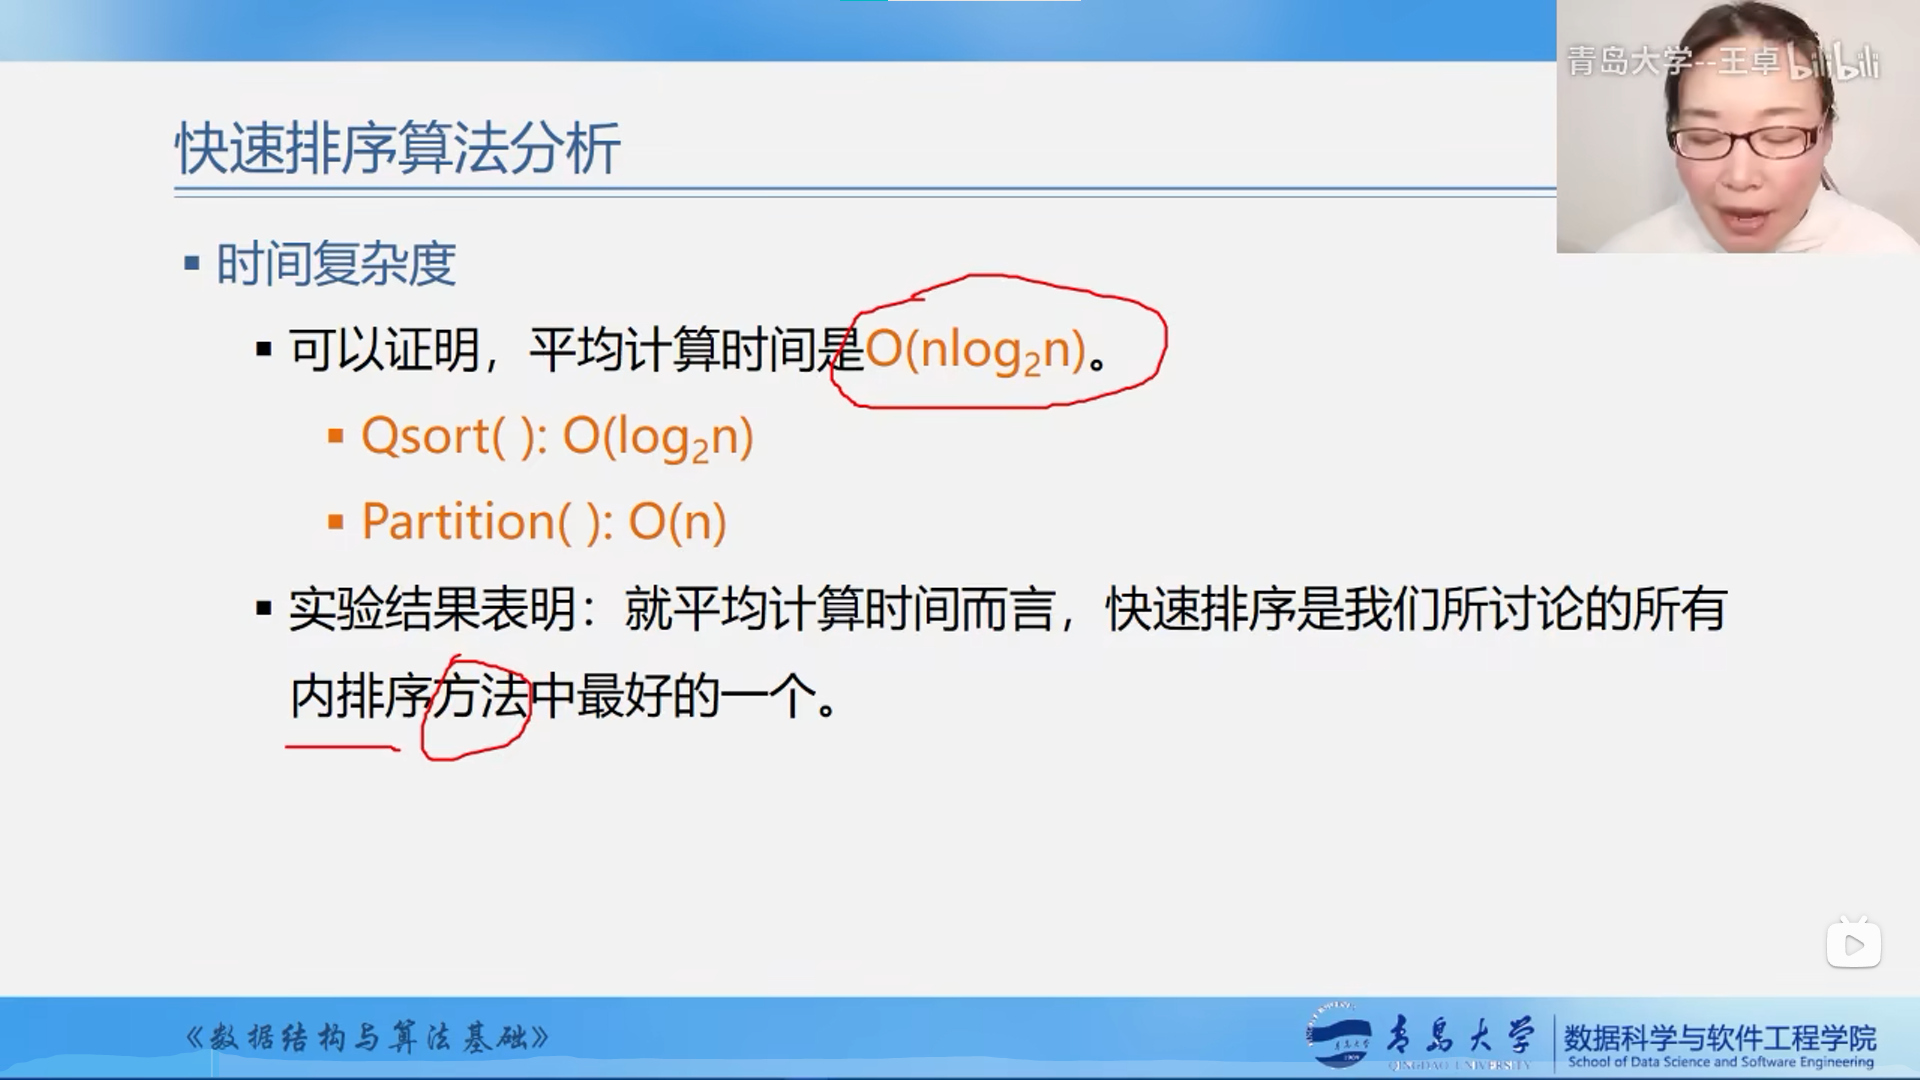 青岛大学--王卓 bilibili
快速排序算法分析
▪ 时间复杂度
▪ 可以证明，平均计算时间是O(nlog₂n)。
▪ Qsort( ): O(log₂n)
▪ Partition( ): O(n)
▪ 实验结果表明：就平均计算时间而言，快速排序是我们所讨论的所有
内排序方法中最好的一个。
《数据结构与算法基础》
青岛大学
QINGDAO UNIVERSITY
数据科学与软件工程学院
School of Data Science and Software Engineering